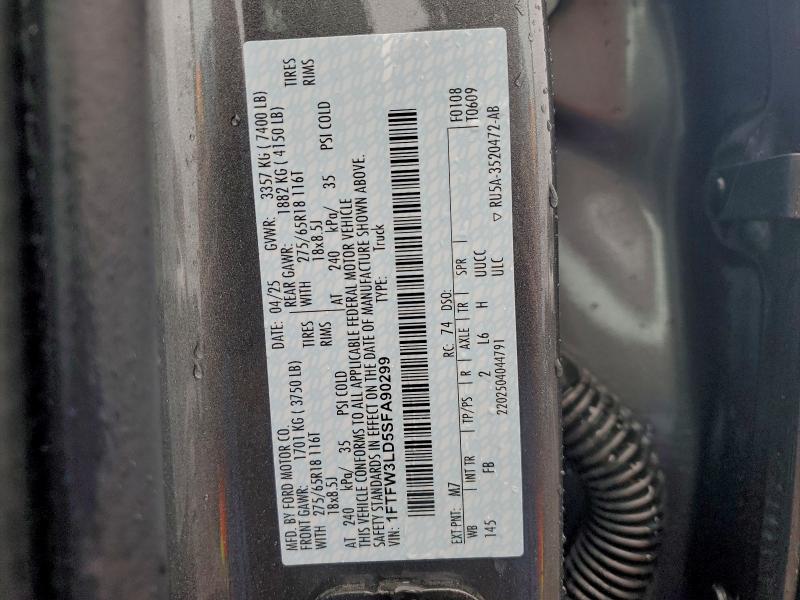 MFD. BY FORD MOTOR CO. DATE: 04/25 GVWR: 3357 KG ( 7400 LB)
FRONT GAWR: 1701 KG ( 3750 LB) REAR GAWR: 1882 KG ( 4150 LB)
WITH 275/65R18 116T TIRES WITH 275/65R18 116T TIRES
18x8.5J RIMS 18x8.5J RIMS
AT 240 kPa/ 35 PSI COLD AT 240 kPa/ 35 PSI COLD
THIS VEHICLE CONFORMS TO ALL APPLICABLE FEDERAL MOTOR VEHICLE
SAFETY STANDARDS IN EFFECT ON THE DATE OF MANUFACTURE SHOWN ABOVE.
VIN: 1FTFW3LD5SFA90299 TYPE: Truck
F0108
T0609
EXT PNT: M7 RC: 74 DSO:
WB INT TR TP/PS R AXLE TR SPR
145 FB 2 L6 H UUCC
2202504044791 ULC ▽ RU5A-3520472-AB